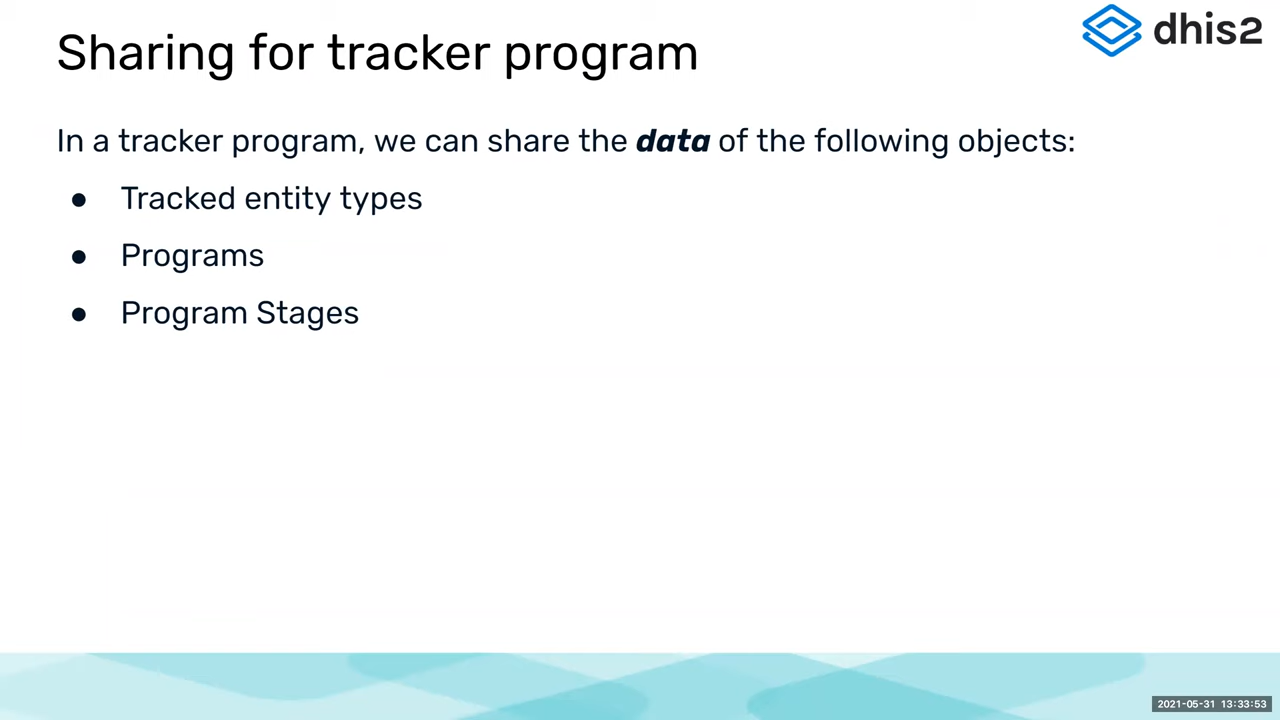 Sharing for tracker program
dhis2
In a tracker program, we can share the data of the following objects:
● Tracked entity types
● Programs
● Program Stages
2021-05-31 13:33:53